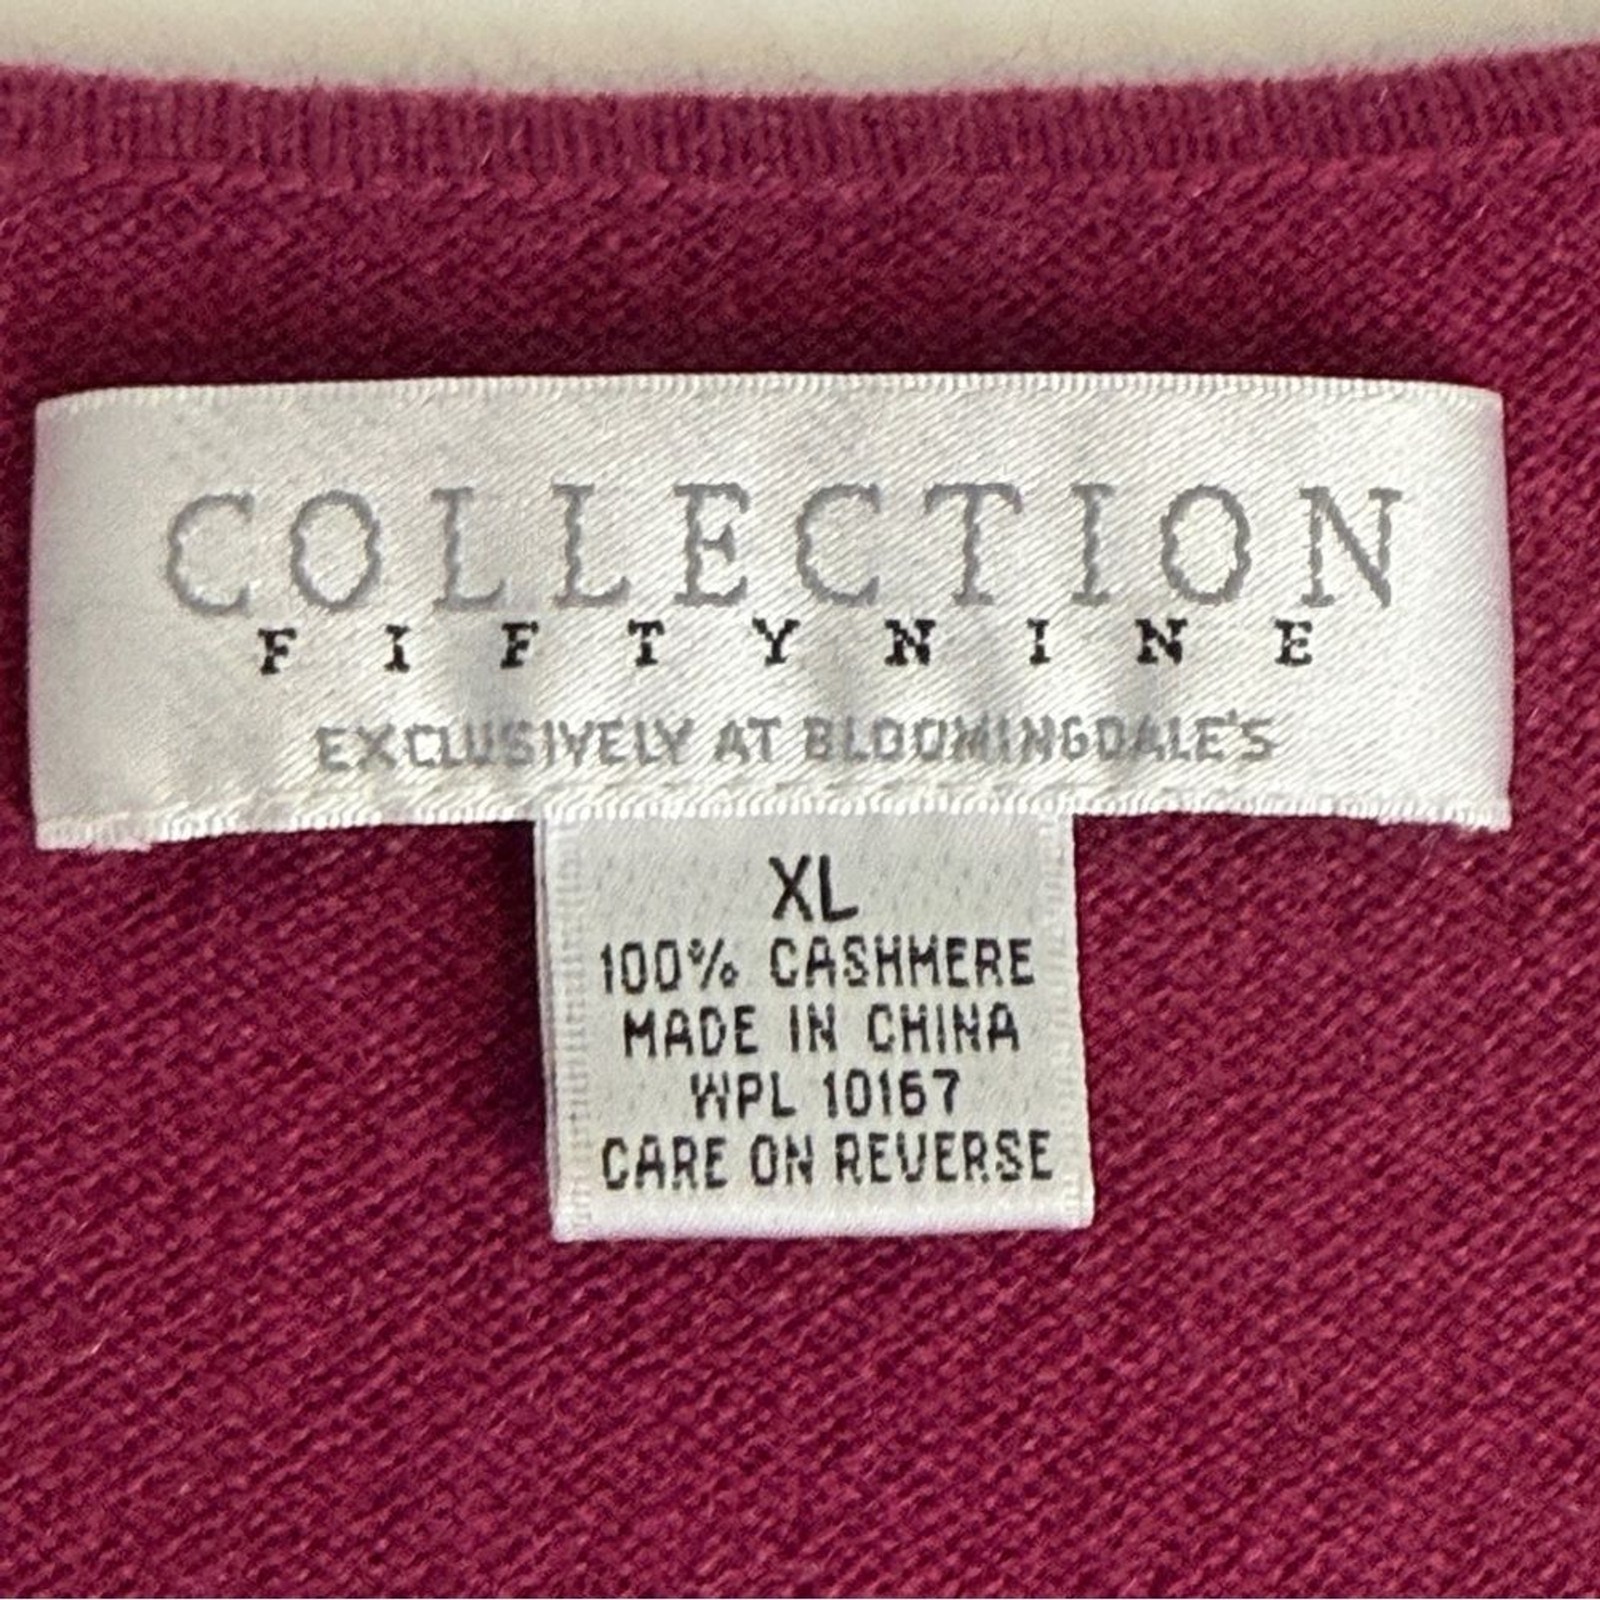 COLLECTION
FIFTYNINE
EXCLUSIVELY AT BLOOMINGDALE'S
XL
100% CASHMERE
MADE IN CHINA
WPL 10167
CARE ON REVERSE